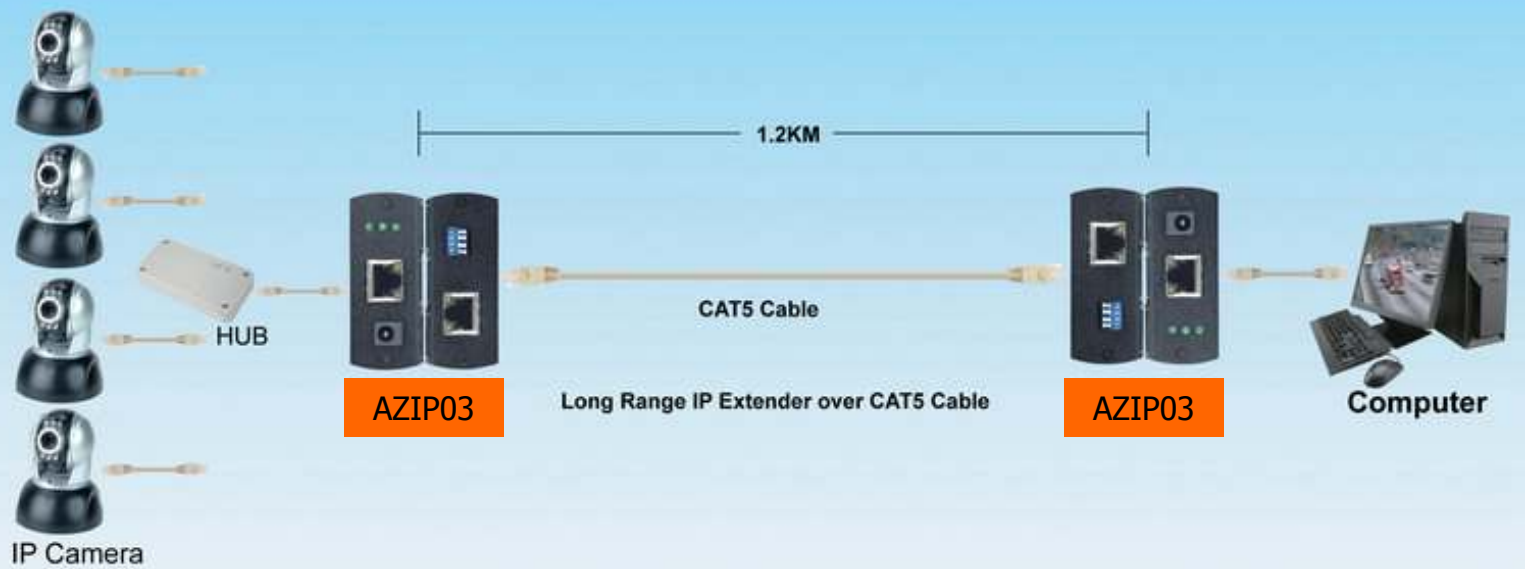 1.2KM
HUB
CAT5 Cable
AZIP03
Long Range IP Extender over CAT5 Cable
AZIP03
Computer
IP Camera